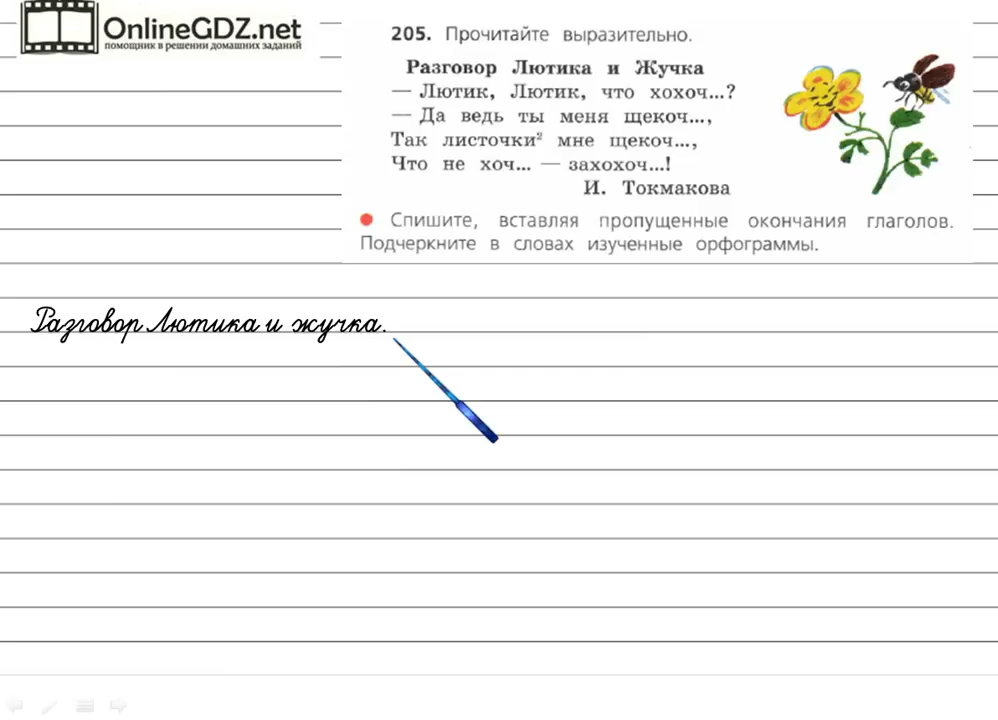 OnlineGDZ.net
помощник в решении домашних заданий
205. Прочитайте выразительно.
Разговор Лютика и Жучка
— Лютик, Лютик, что хохоч...?
— Да ведь ты меня щекоч...,
Так листочки² мне щекоч...,
Что не хоч... — захохоч...!
И. Токмакова
Спишите, вставляя пропущенные окончания глаголов.
Подчеркните в словах изученные орфограммы.
Разговор Лютика и жучка.